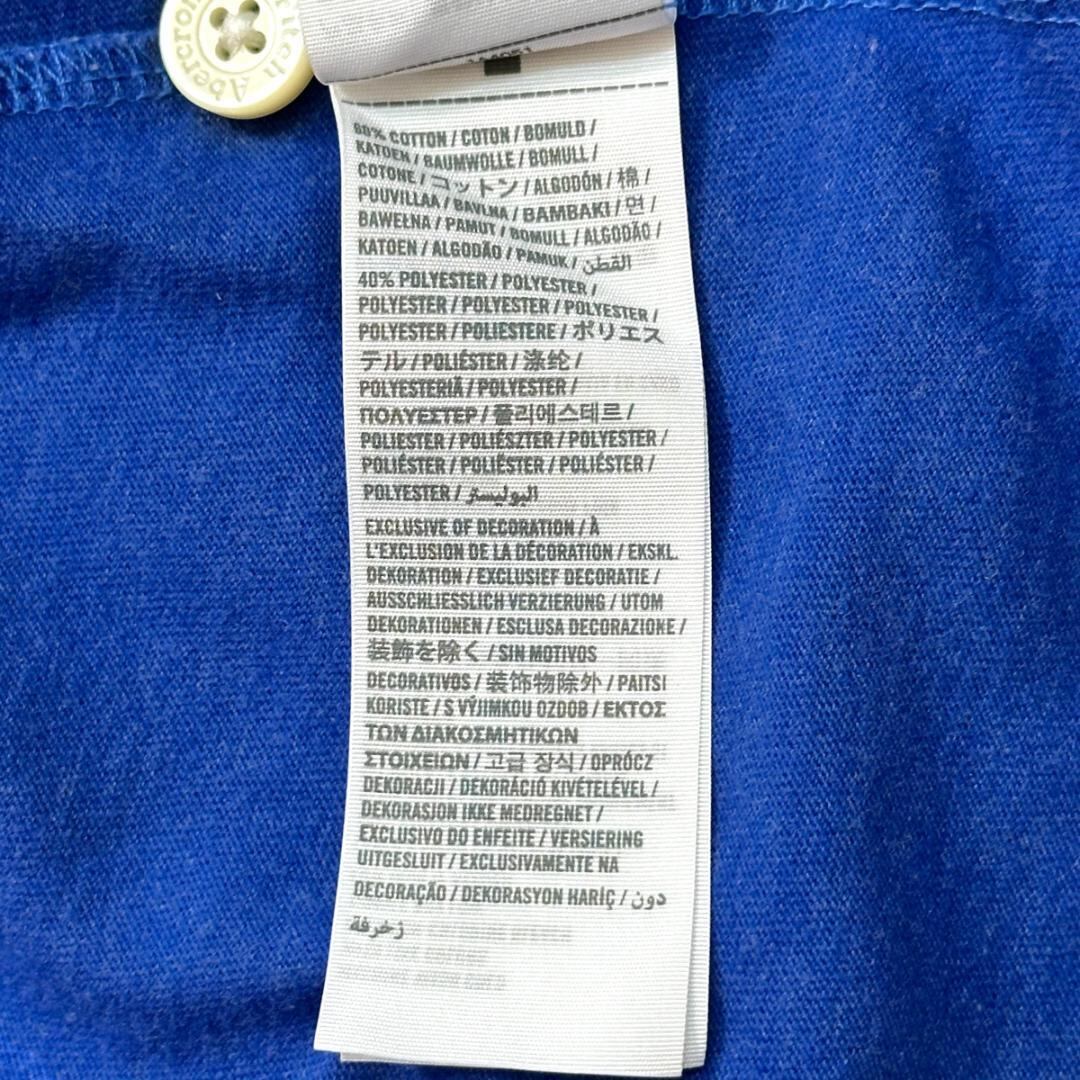 Abercrombie Fitch
60% COTTON / COTON / BOMULD /
KATOEN / BAUMWOLLE / BOMULL /
COTONE / コットン / ALGODÓN / 棉 /
PUUVILLAA / BAVLNA / BAMBAKI / 면 /
BAWEŁNA / PAMUT / BOMULL / ALGODÃO /
KATOEN / ALGODÃO / PAMUK / القطن
40% POLYESTER / POLYESTER /
POLYESTER / POLYESTER / POLYESTER /
POLYESTER / POLIESTERE / ポリエス
テル / POLIÉSTER / 涤纶 /
POLYESTERIÄ / POLYESTER /
ΠΟΛΥΕΣΤΕΡ / 폴리에스테르 /
POLIESTER / POLIÉSZTER / POLYESTER /
POLIÉSTER / POLIÉSTER / POLIÉSTER /
POLYESTER / البوليستر
EXCLUSIVE OF DECORATION / À
L'EXCLUSION DE LA DÉCORATION / EKSKL.
DEKORATION / EXCLUSIEF DECORATIE /
AUSSCHLIESSLICH VERZIERUNG / UTOM
DEKORATIONEN / ESCLUSA DECORAZIONE /
装飾を除く / SIN MOTIVOS
DECORATIVOS / 装饰物除外 / PAITSI
KORISTE / S VÝJIMKOU OZDOB / ΕΚΤΟΣ
ΤΩΝ ΔΙΑΚΟΣΜΗΤΙΚΩΝ
ΣΤΟΙΧΕΙΩΝ / 고급 장식 / OPRÓCZ
DEKORACJI / DEKORÁCIÓ KIVÉTELÉVEL /
DEKORASJON IKKE MEDREGNET /
EXCLUSIVO DO ENFEITE / VERSIERING
UITGESLUIT / EXCLUSIVAMENTE NA
DECORAÇÃO / DEKORASYON HARİÇ / دون
زخرفة